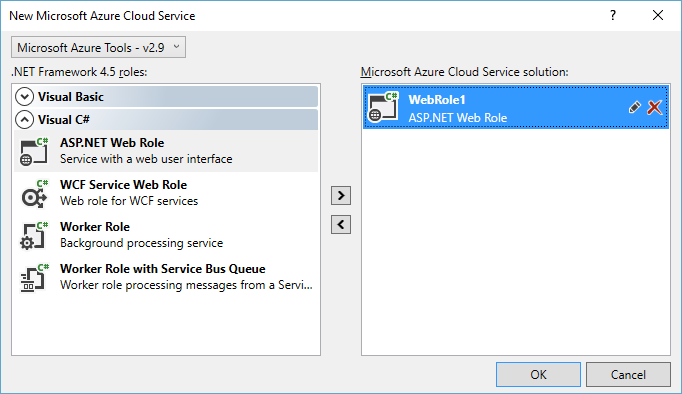 New Microsoft Azure Cloud Service
Microsoft Azure Tools - v2.9
.NET Framework 4.5 roles:
Microsoft Azure Cloud Service solution:
Visual Basic
Visual C#
C#
ASP.NET Web Role
Service with a web user interface
C#
WCF Service Web Role
Web role for WCF services
C#
Worker Role
Background processing service
C#
Worker Role with Service Bus Queue
Worker role processing messages from a Servi...
C#
WebRole1
ASP.NET Web Role
OK
Cancel